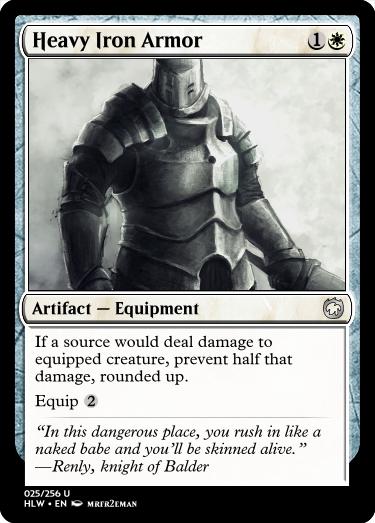 Heavy Iron Armor 1
Artifact — Equipment
If a source would deal damage to
equipped creature, prevent half that
damage, rounded up.
Equip 2
“In this dangerous place, you rush in like a
naked babe and you’ll be skinned alive.”
—Renly, knight of Balder
025/256 U
HLW • EN MRFR2EMAN